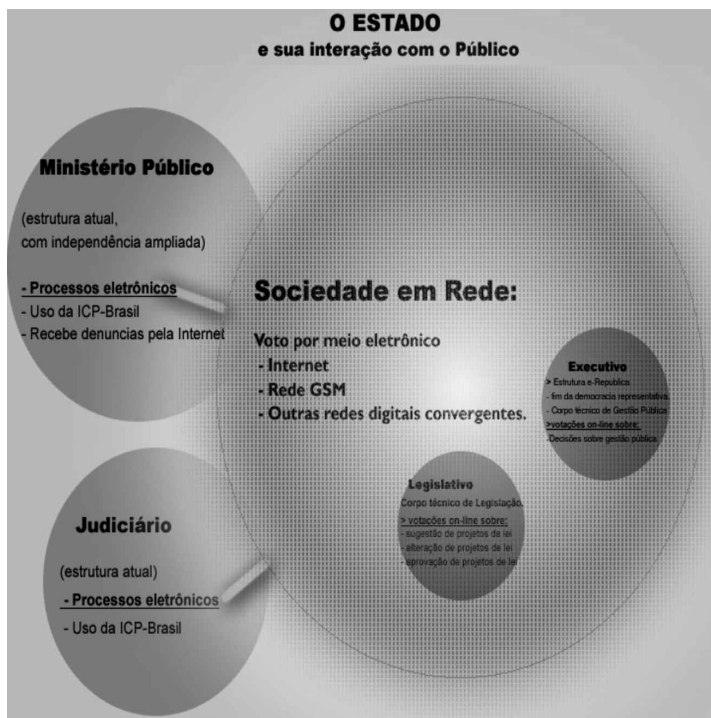 O ESTADO
e sua interação com o Público
Ministério Público
(estrutura atual,
com independência ampliada)
- Processos eletrônicos
- Uso da ICP-Brasil
- Recebe denuncias pela Internet
Sociedade em Rede:
Voto por meio eletrônico
- Internet
- Rede GSM
- Outras redes digitais convergentes.
Executivo
> Estrutura e-Republica
- fim da democracia representativa
- Corpo técnico de Gestão Pública
>votações on-line sobre:
-Decisões sobre gestão pública
Legislativo
Corpo técnico de Legislação.
> votações on-line sobre:
- sugestão de projetos de lei
- alteração de projetos de lei
- aprovação de projetos de lei
Judiciário
(estrutura atual)
- Processos eletrônicos
- Uso da ICP-Brasil